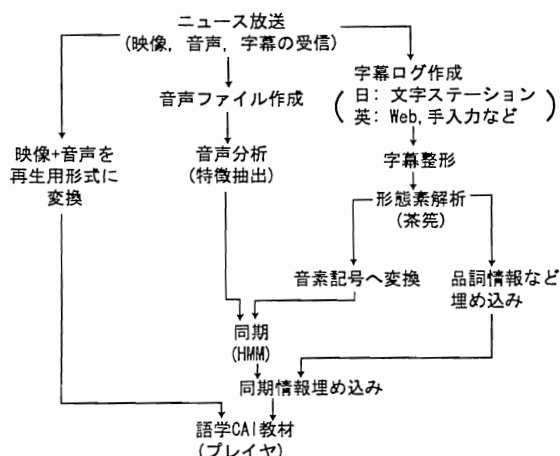 ニュース放送
(映像, 音声, 字幕の受信)
音声ファイル作成
字幕ログ作成
(日: 文字ステーション
英: Web, 手入力など)
映像+音声を
再生用形式に
変換
音声分析
(特徴抽出)
字幕整形
形態素解析
(茶筅)
音素記号へ変換
品詞情報など
埋め込み
同期
(HMM)
同期情報埋め込み
語学CAI教材
(プレイヤ)